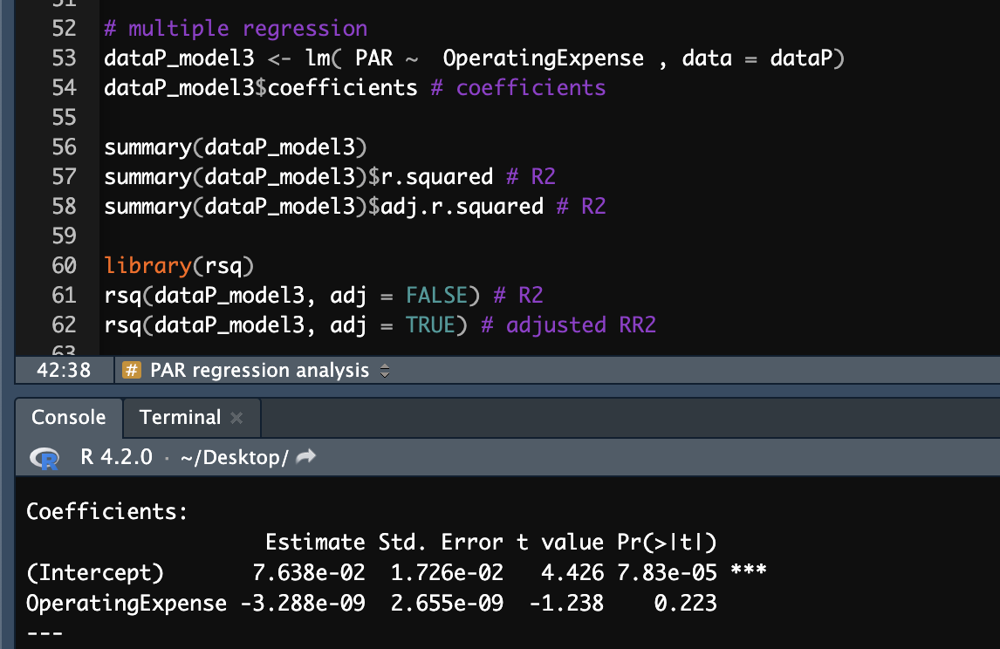 51
52 # multiple regression
53 dataP_model3 <- lm( PAR ~  OperatingExpense , data = dataP)
54 dataP_model3$coefficients # coefficients
55
56 summary(dataP_model3)
57 summary(dataP_model3)$r.squared # R2
58 summary(dataP_model3)$adj.r.squared # R2
59
60 library(rsq)
61 rsq(dataP_model3, adj = FALSE) # R2
62 rsq(dataP_model3, adj = TRUE) # adjusted RR2
63
42:38 # PAR regression analysis
Console Terminal
R R 4.2.0 · ~/Desktop/
Coefficients:
Estimate Std. Error t value Pr(>|t|)
(Intercept) 7.638e-02 1.726e-02 4.426 7.83e-05 ***
OperatingExpense -3.288e-09 2.655e-09 -1.238 0.223
---